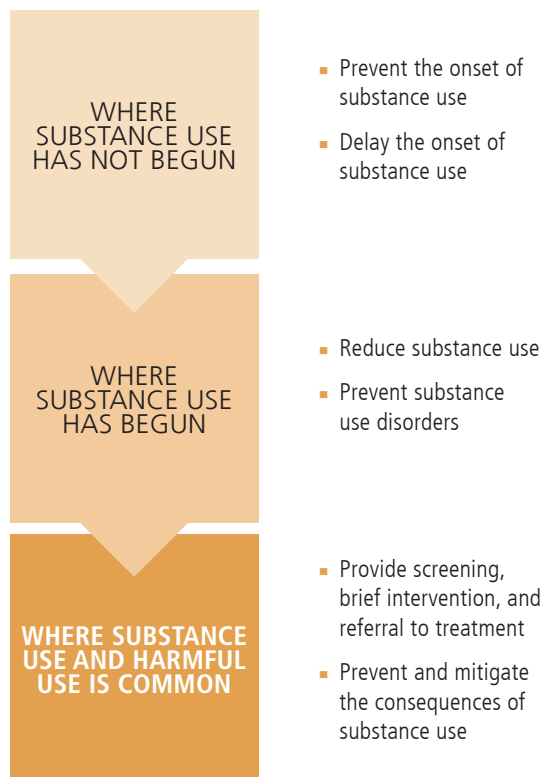 WHERE
SUBSTANCE USE
HAS NOT BEGUN
▪ Prevent the onset of
substance use
▪ Delay the onset of
substance use
WHERE
SUBSTANCE USE
HAS BEGUN
▪ Reduce substance use
▪ Prevent substance
use disorders
WHERE SUBSTANCE
USE AND HARMFUL
USE IS COMMON
▪ Provide screening,
brief intervention, and
referral to treatment
▪ Prevent and mitigate
the consequences of
substance use